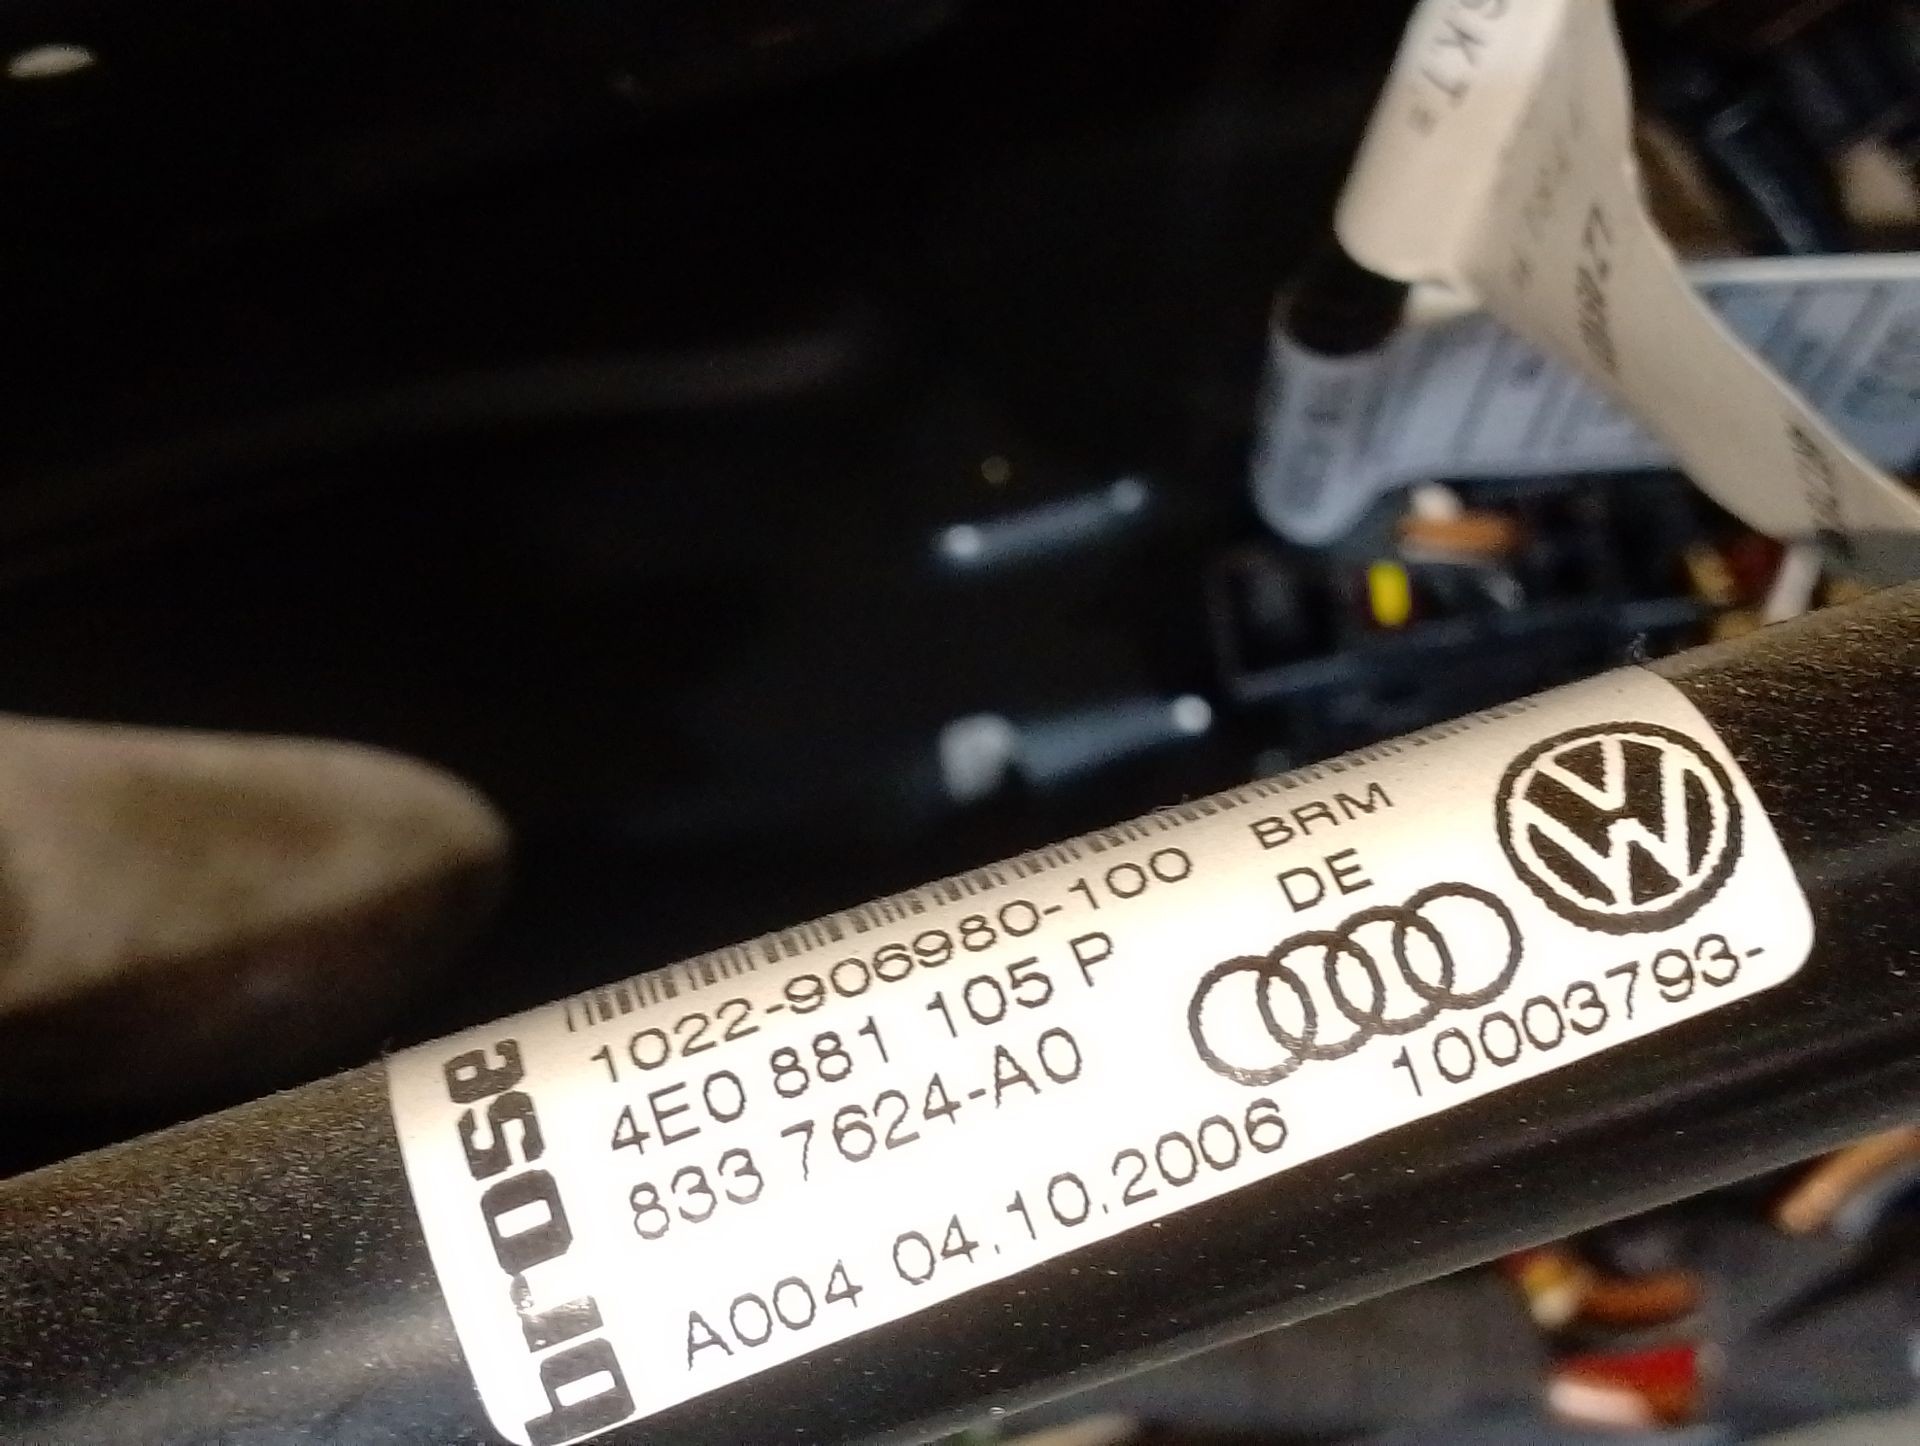 brose
1022-906980-100
BRM
4E0 881 105 P
DE
833 7624-A0
A004 04.10.2006
10003793-